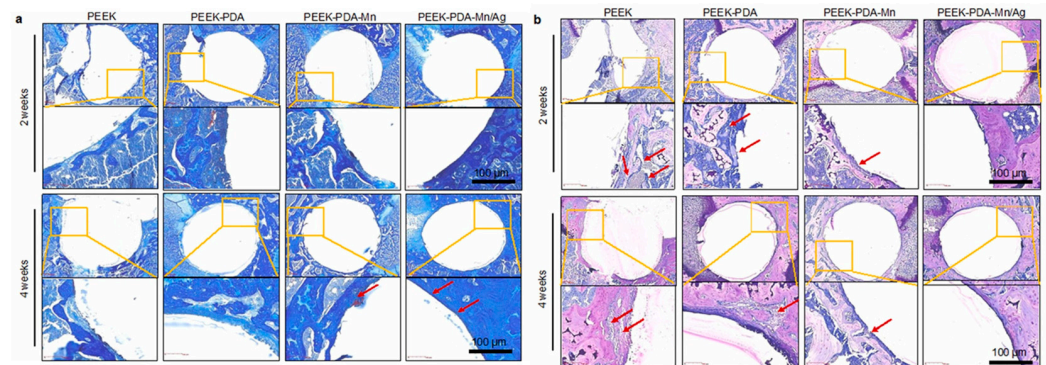 a
PEEK
PEEK-PDA
PEEK-PDA-Mn
PEEK-PDA-Mn/Ag
2 weeks
100 μm
4 weeks
100 μm
b
PEEK
PEEK-PDA
PEEK-PDA-Mn
PEEK-PDA-Mn/Ag
2 weeks
100 μm
4 weeks
100 μm